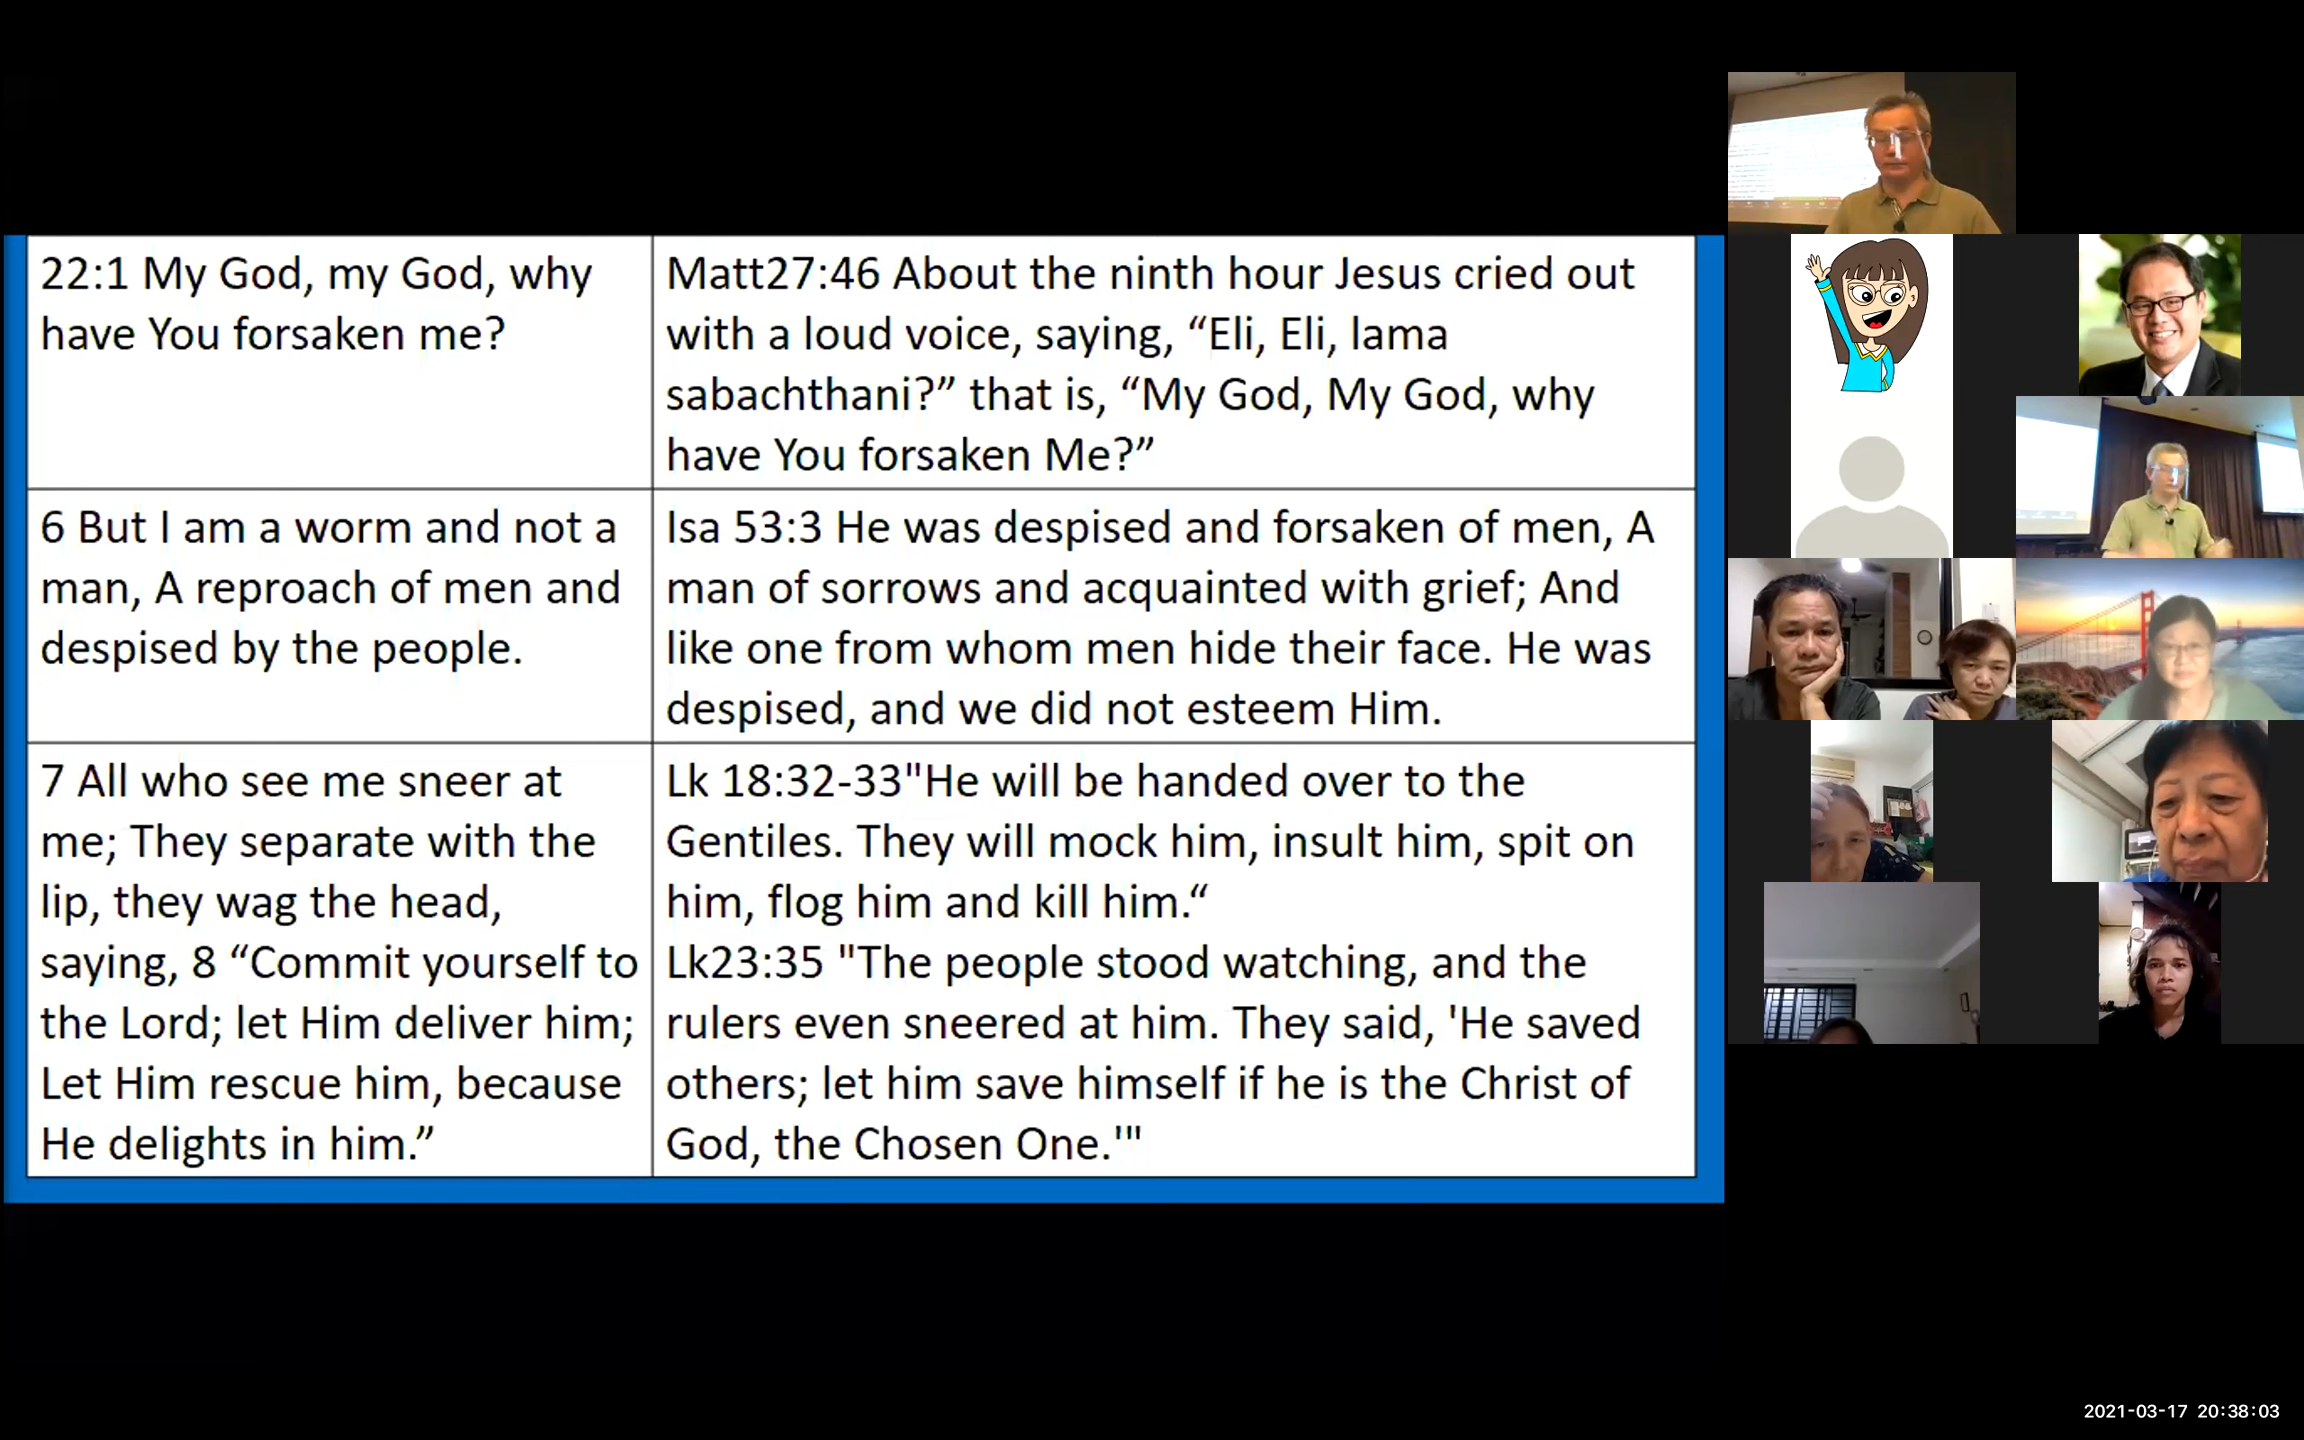 22:1 My God, my God, why
have You forsaken me?
Matt27:46 About the ninth hour Jesus cried out
with a loud voice, saying, “Eli, Eli, lama
sabachthani?” that is, “My God, My God, why
have You forsaken Me?”
6 But I am a worm and not a
man, A reproach of men and
despised by the people.
Isa 53:3 He was despised and forsaken of men, A
man of sorrows and acquainted with grief; And
like one from whom men hide their face. He was
despised, and we did not esteem Him.
7 All who see me sneer at
me; They separate with the
lip, they wag the head,
saying, 8 “Commit yourself to
the Lord; let Him deliver him;
Let Him rescue him, because
He delights in him.”
Lk 18:32-33"He will be handed over to the
Gentiles. They will mock him, insult him, spit on
him, flog him and kill him.“
Lk23:35 "The people stood watching, and the
rulers even sneered at him. They said, 'He saved
others; let him save himself if he is the Christ of
God, the Chosen One.'"
2021-03-17 20:38:03